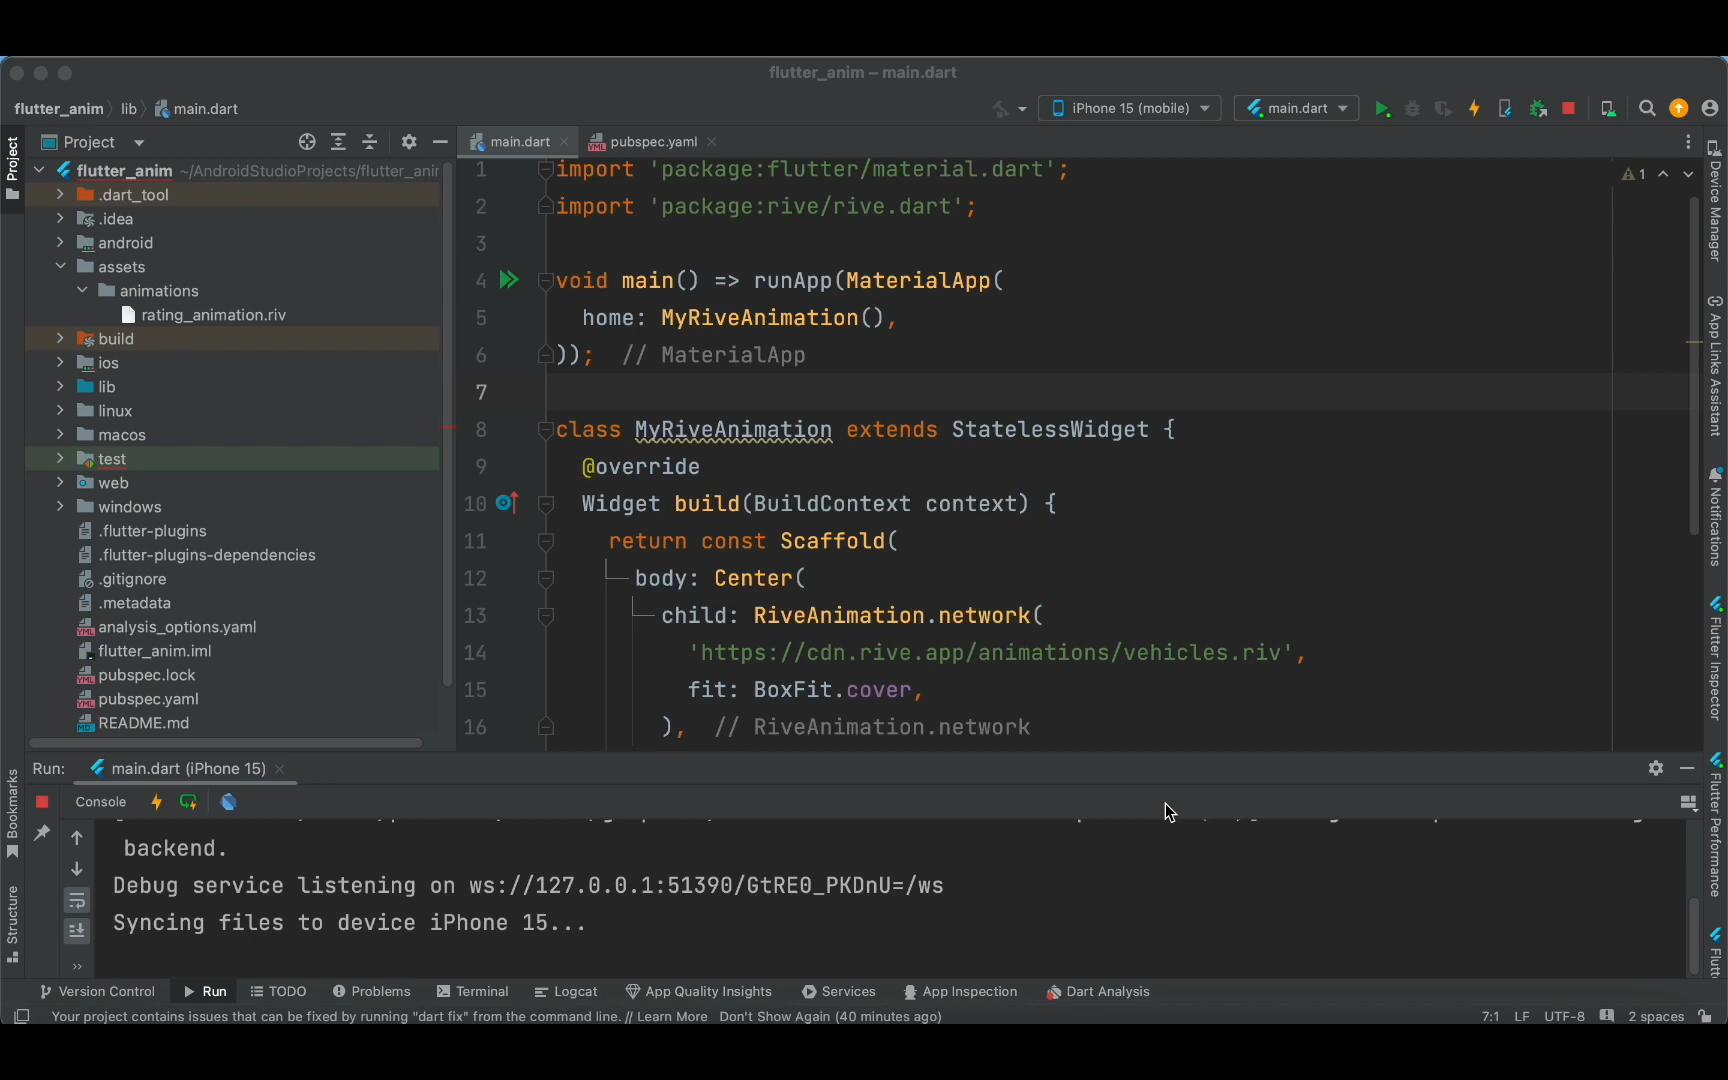 flutter_anim – main.dart
flutter_anim lib main.dart
iPhone 15 (mobile)
main.dart
Project
Project
main.dart
pubspec.yaml
flutter_anim ~/AndroidStudioProjects/flutter_anir
.dart_tool
.idea
android
assets
animations
rating_animation.riv
build
ios
lib
linux
macos
test
web
windows
.flutter-plugins
.flutter-plugins-dependencies
.gitignore
.metadata
analysis_options.yaml
flutter_anim.iml
pubspec.lock
pubspec.yaml
README.md
1 import 'package:flutter/material.dart';
2 import 'package:rive/rive.dart';
3
4 void main() => runApp(MaterialApp(
5 home: MyRiveAnimation(),
6 )); // MaterialApp
7
8 class MyRiveAnimation extends StatelessWidget {
9 @override
10 Widget build(BuildContext context) {
11 return const Scaffold(
12 body: Center(
13 child: RiveAnimation.network(
14 'https://cdn.rive.app/animations/vehicles.riv',
15 fit: BoxFit.cover,
16 ), // RiveAnimation.network
1
Device Manager
App Links Assistant
Notifications
Flutter Inspector
Flutter Performance
Flutt
Bookmarks
Structure
Run: main.dart (iPhone 15)
Console
backend.
Debug service listening on ws://127.0.0.1:51390/GtRE0_PKDnU=/ws
Syncing files to device iPhone 15...
Version Control Run TODO Problems Terminal Logcat App Quality Insights Services App Inspection Dart Analysis
Your project contains issues that can be fixed by running "dart fix" from the command line. // Learn More Don't Show Again (40 minutes ago)
7:1 LF UTF-8 2 spaces